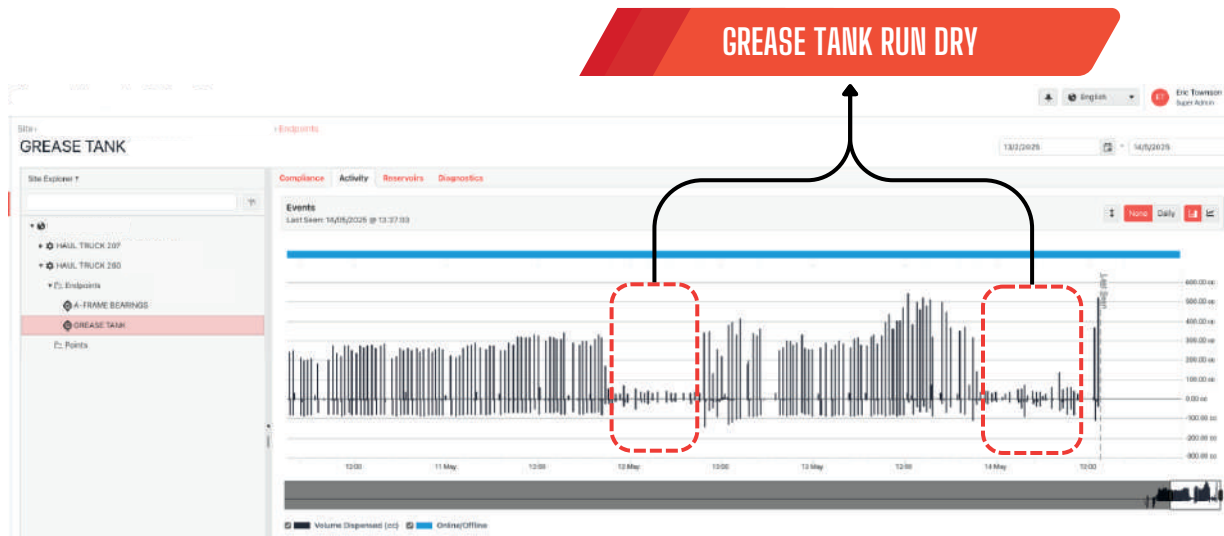 GREASE TANK RUN DRY
English
ET
Eric Townson
Super Admin
Site ›
› Endpoints
GREASE TANK
13/2/2025
-
14/5/2025
Site Explorer
Compliance
Activity
Reservoirs
Diagnostics
Events
Last Seen: 14/05/2025 @ 13:37:03
None
Daily
HAUL TRUCK 207
HAUL TRUCK 260
Endpoints
A-FRAME BEARINGS
GREASE TANK
Points
Last Seen
600.00 cc
500.00 cc
400.00 cc
300.00 cc
200.00 cc
100.00 cc
0.00 cc
-100.00 cc
-200.00 cc
-300.00 cc
12:00
11 May
12:00
12 May
12:00
13 May
12:00
14 May
12:00
Volume Dispensed (cc)
Online/Offline